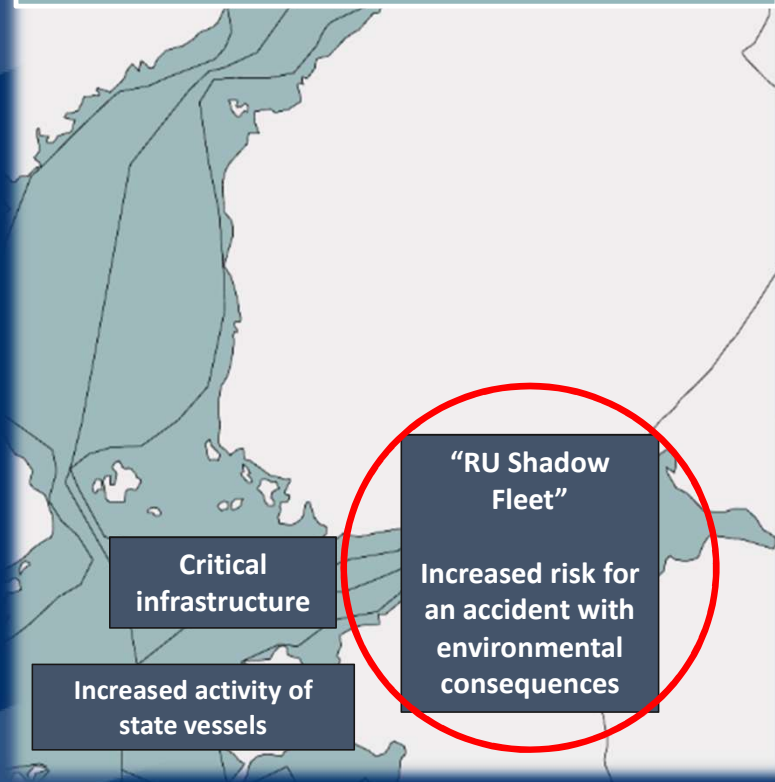 “RU Shadow
Fleet”
Increased risk for
an accident with
environmental
consequences
Critical
infrastructure
Increased activity of
state vessels